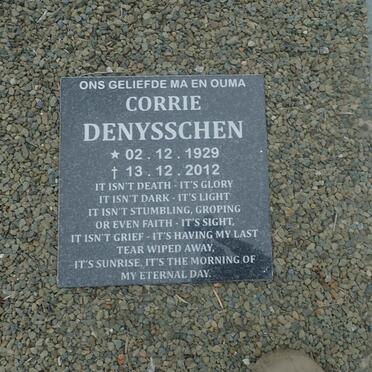 ONS GELIEFDE MA EN OUMA
CORRIE
DENYSSCHEN
★ 02 . 12 . 1929
† 13 . 12 . 2012
IT ISN'T DEATH - IT'S GLORY
IT ISN'T DARK - IT'S LIGHT
IT ISN'T STUMBLING, GROPING
OR EVEN FAITH - IT'S SIGHT,
IT ISN'T GRIEF - IT'S HAVING MY LAST
TEAR WIPED AWAY,
IT'S SUNRISE, IT'S THE MORNING OF
MY ETERNAL DAY.